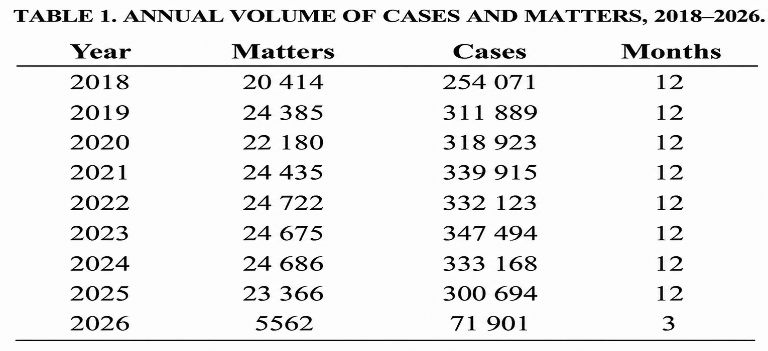 TABLE 1. ANNUAL VOLUME OF CASES AND MATTERS, 2018–2026.
Year Matters Cases Months
2018 20 414 254 071 12
2019 24 385 311 889 12
2020 22 180 318 923 12
2021 24 435 339 915 12
2022 24 722 332 123 12
2023 24 675 347 494 12
2024 24 686 333 168 12
2025 23 366 300 694 12
2026 5562 71 901 3